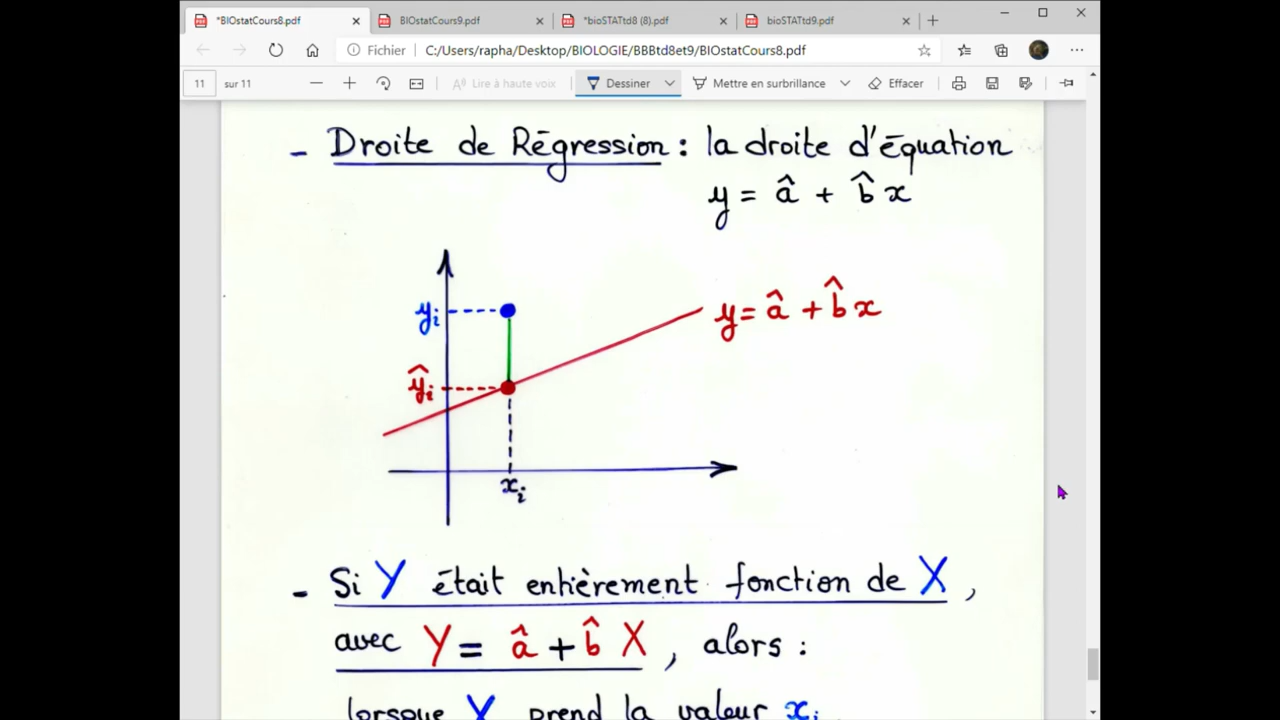 *BIOstatCours8.pdf
BIOstatCours9.pdf
*bioSTATtd8 (8).pdf
bioSTATtd9.pdf
Fichier C:/Users/rapha/Desktop/BIOLOGIE/BBBtd8et9/BIOstatCours8.pdf
11 sur 11 Lire à haute voix Dessiner Mettre en surbrillance Effacer
- Droite de Régression : la droite d'équation
y = â + b̂ x
yi
y = â + b̂ x
ŷi
xi
- Si Y était entièrement fonction de X ,
avec Y = â + b̂ X , alors :
lorsque X prend la valeur xi